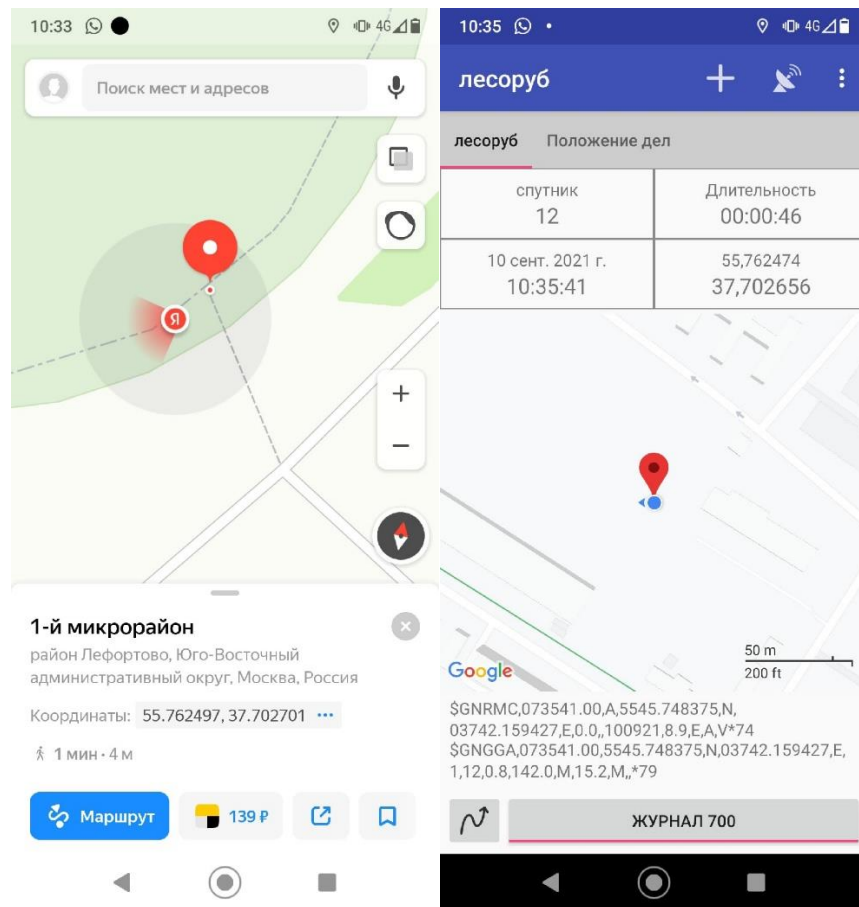 10:33 4G
Поиск мест и адресов
Я
+
−
1-й микрорайон
район Лефортово, Юго-Восточный
административный округ, Москва, Россия
Координаты: 55.762497, 37.702701 •••
1 мин · 4 м
Маршрут
139 ₽
10:35 4G
лесоруб
лесоруб Положение дел
спутник
12
Длительность
00:00:46
10 сент. 2021 г.
10:35:41
55,762474
37,702656
50 m
200 ft
Google
$GNRMC,073541.00,A,5545.748375,N,
03742.159427,E,0.0,,100921,8.9,E,A,V*74
$GNGGA,073541.00,5545.748375,N,03742.159427,E,
1,12,0.8,142.0,M,15.2,M,,*79
ЖУРНАЛ 700